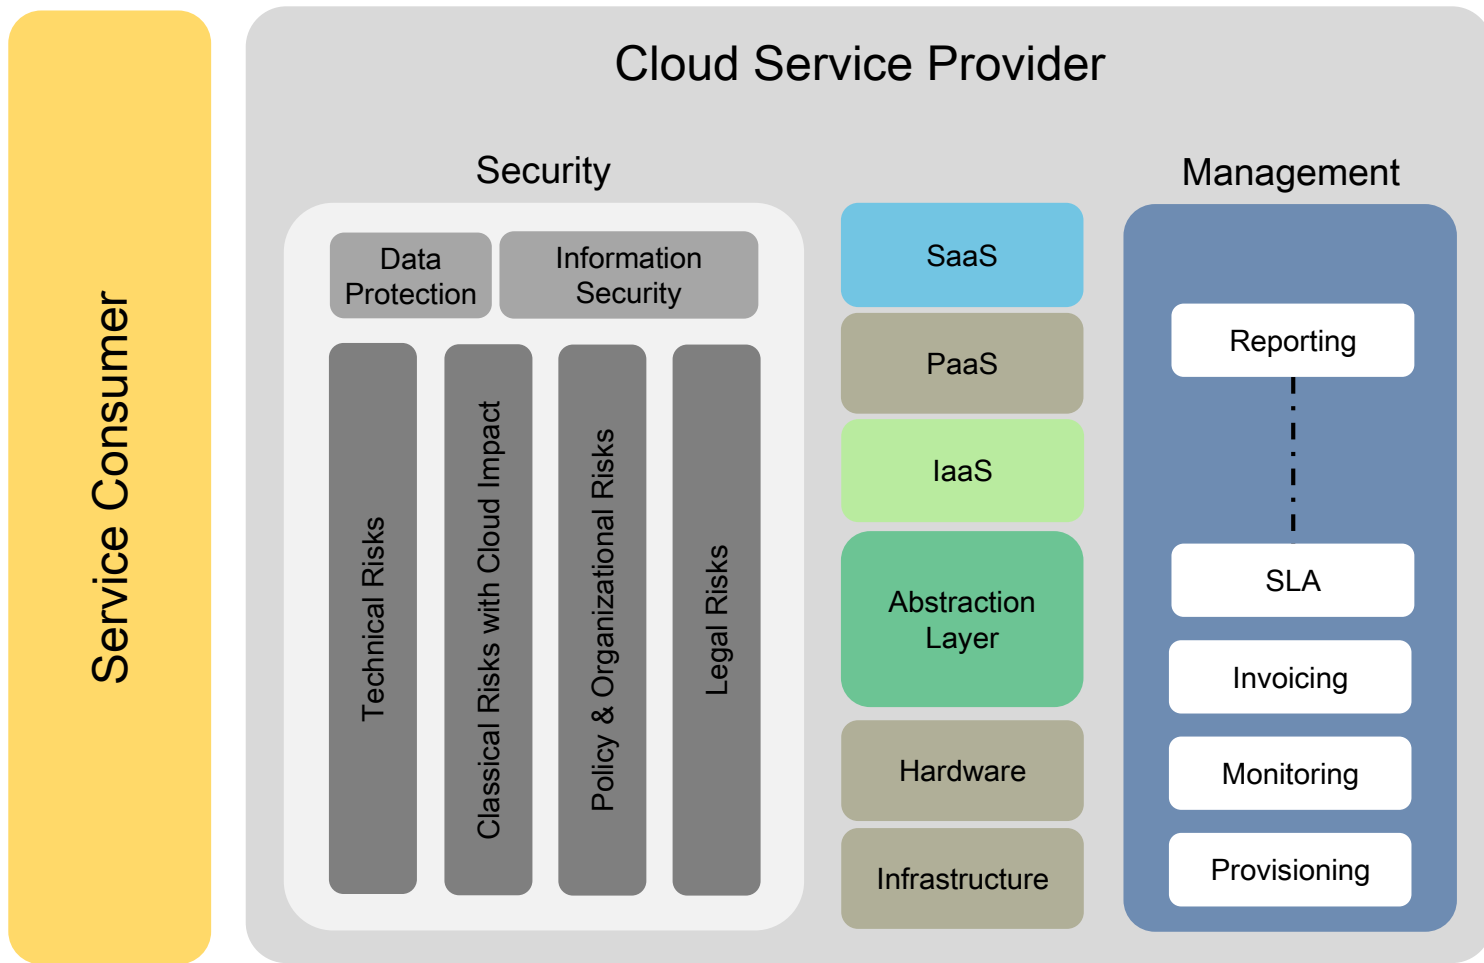 Service Consumer
Cloud Service Provider
Security
Data
Protection
Information
Security
Technical Risks
Classical Risks with Cloud Impact
Policy & Organizational Risks
Legal Risks
SaaS
PaaS
IaaS
Abstraction
Layer
Hardware
Infrastructure
Management
Reporting
SLA
Invoicing
Monitoring
Provisioning